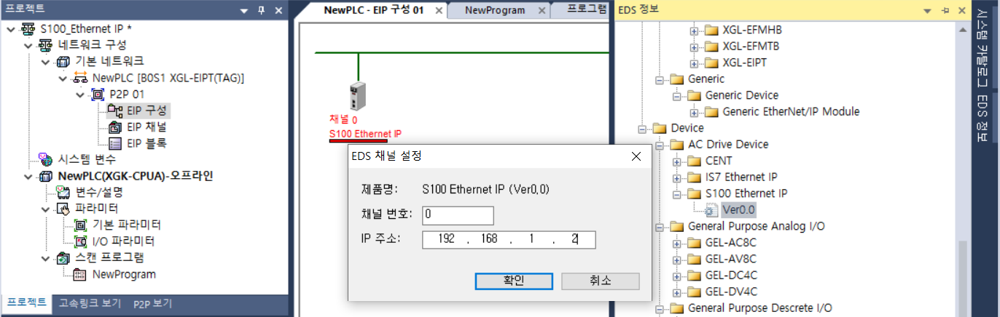 프로젝트
S100_Ethernet IP *
네트워크 구성
기본 네트워크
NewPLC [B0S1 XGL-EIPT(TAG)]
P2P 01
EIP 구성
EIP 채널
EIP 블록
시스템 변수
NewPLC(XGK-CPUA)-오프라인
변수/설명
파라미터
기본 파라미터
I/O 파라미터
스캔 프로그램
NewProgram
프로젝트 고속링크 보기 P2P 보기
NewPLC - EIP 구성 01 NewProgram 프로그램
채널 0
S100 Ethernet IP
EDS 채널 설정
제품명: S100 Ethernet IP (Ver0.0)
채널 번호: 0
IP 주소: 192 . 168 . 1 . 2
확인 취소
EDS 정보
XGL-EFMHB
XGL-EFMTB
XGL-EIPT
Generic
Generic Device
Generic EtherNet/IP Module
Device
AC Drive Device
CENT
IS7 Ethernet IP
S100 Ethernet IP
Ver0.0
General Purpose Analog I/O
GEL-AC8C
GEL-AV8C
GEL-DC4C
GEL-DV4C
General Purpose Descrete I/O
시스템 카탈로그
EDS 정보